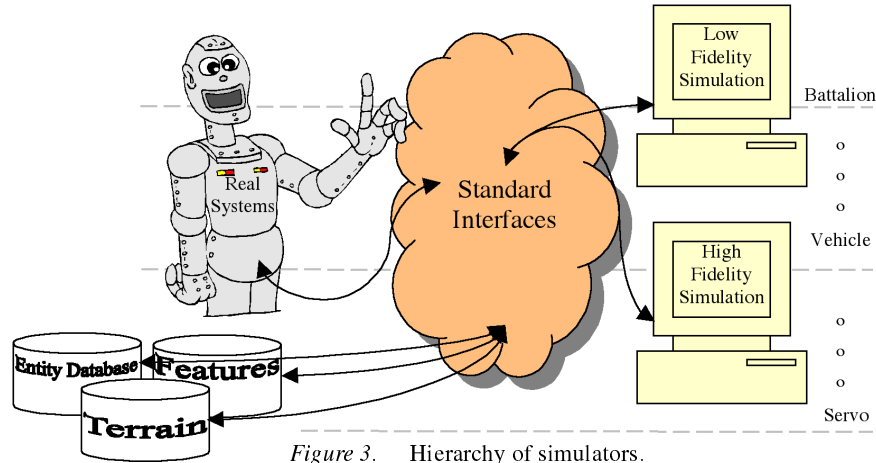 Low
Fidelity
Simulation
Battalion
o
o
o
Vehicle
Real
Systems
Standard
Interfaces
High
Fidelity
Simulation
o
o
o
Servo
Entity Database
Features
Terrain
Figure 3. Hierarchy of simulators.